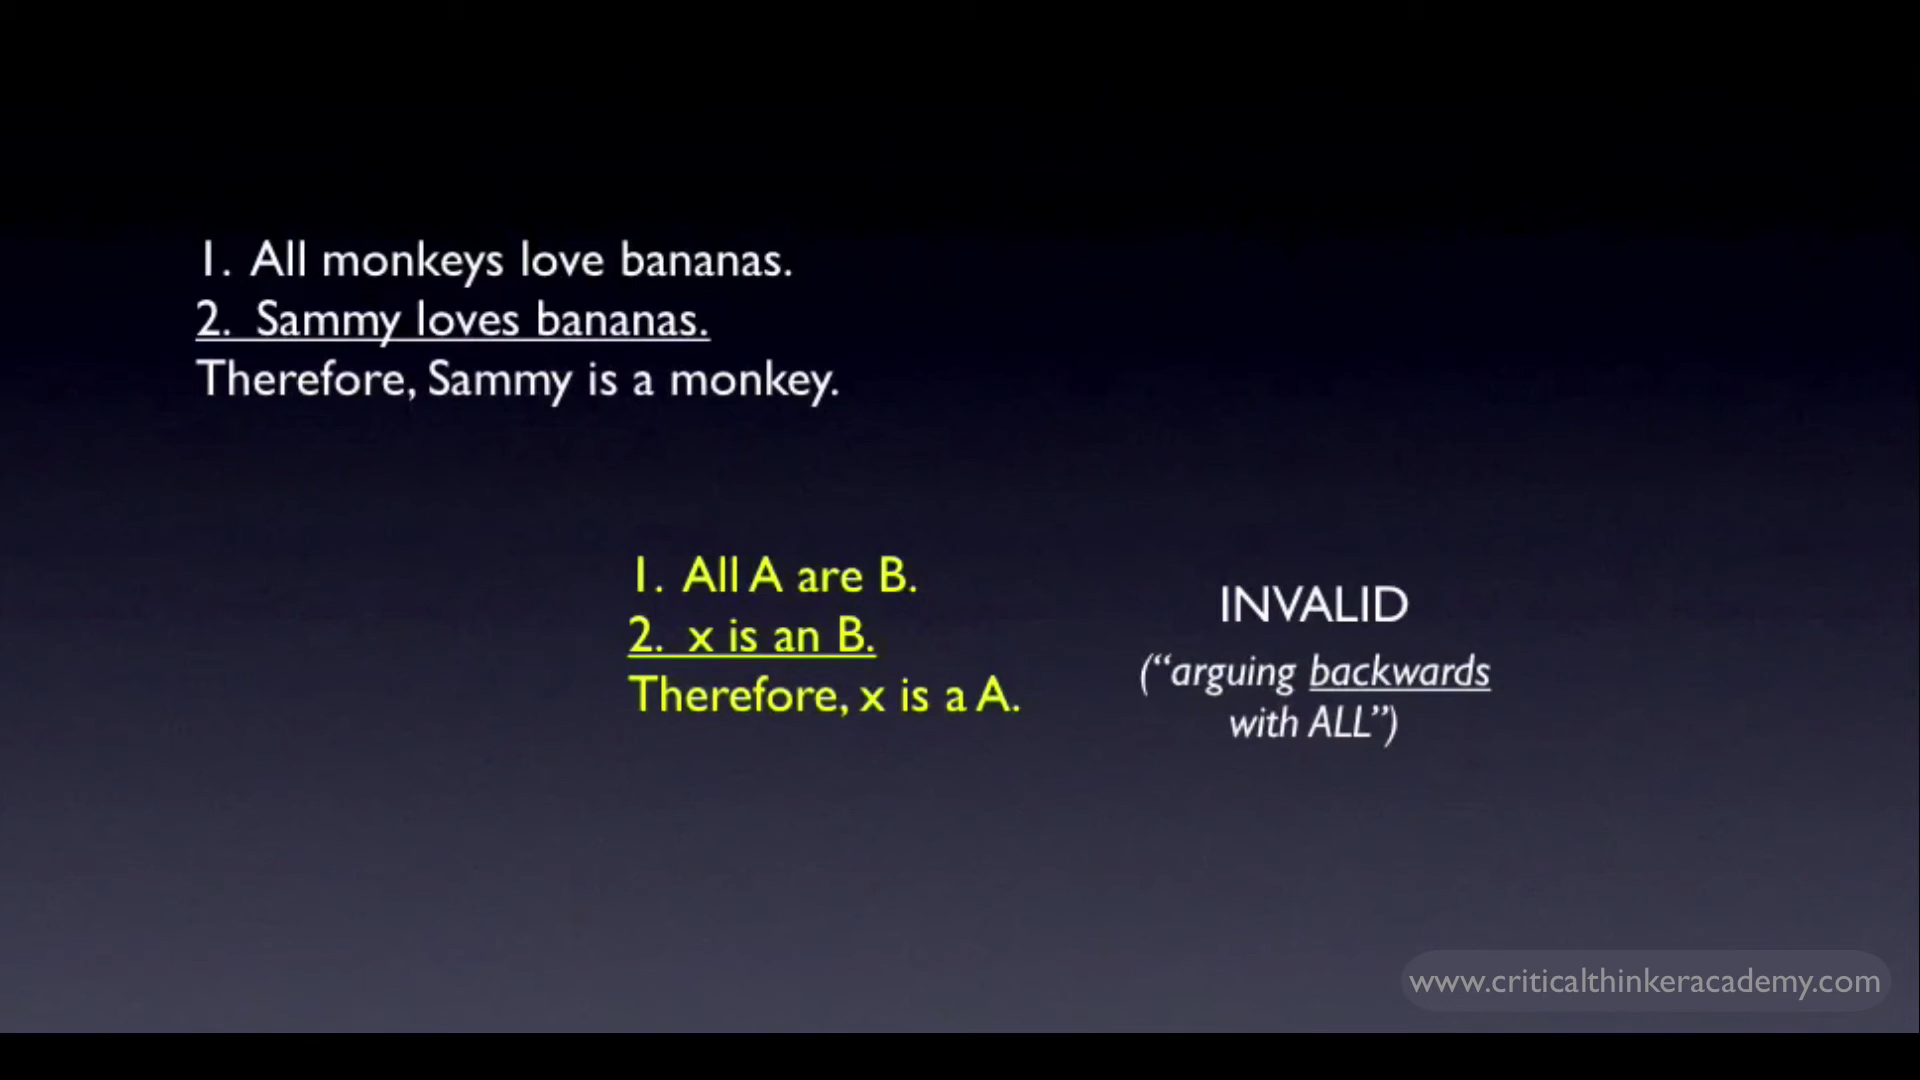 1. All monkeys love bananas.
2. Sammy loves bananas.
Therefore, Sammy is a monkey.
1. All A are B.
2. x is an B.
Therefore, x is a A.
INVALID
(“arguing backwards
with ALL”)
www.criticalthinkeracademy.com